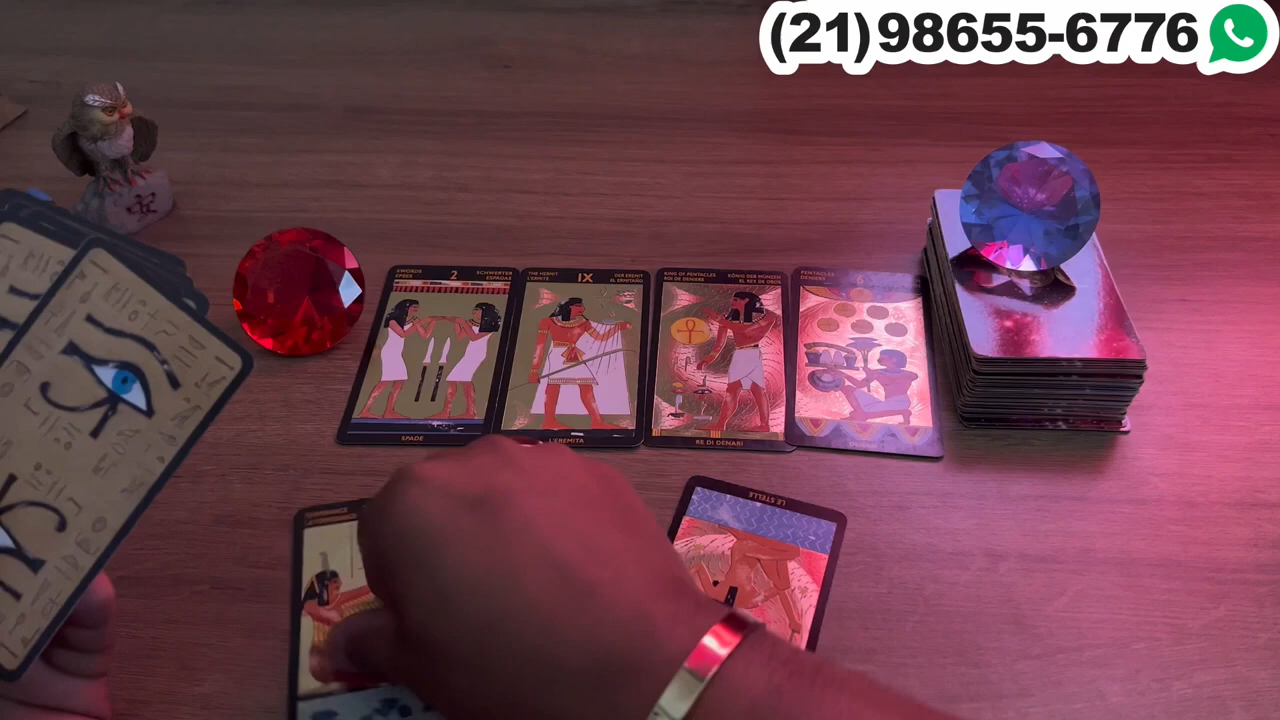 (21)98655-6776
SWORDS
EPEES
2
SCHWERTER
ESPADAS
SPADE
THE HERMIT
L'ERMITE
IX
DER EREMIT
EL ERMITAÑO
L'EREMITA
KING OF PENTACLES
ROI DE DENIERS
KÖNIG DER MÜNZEN
EL REY DE OROS
RE DI DENARI
PENTACLES
DENIERS
6
LE STELLE